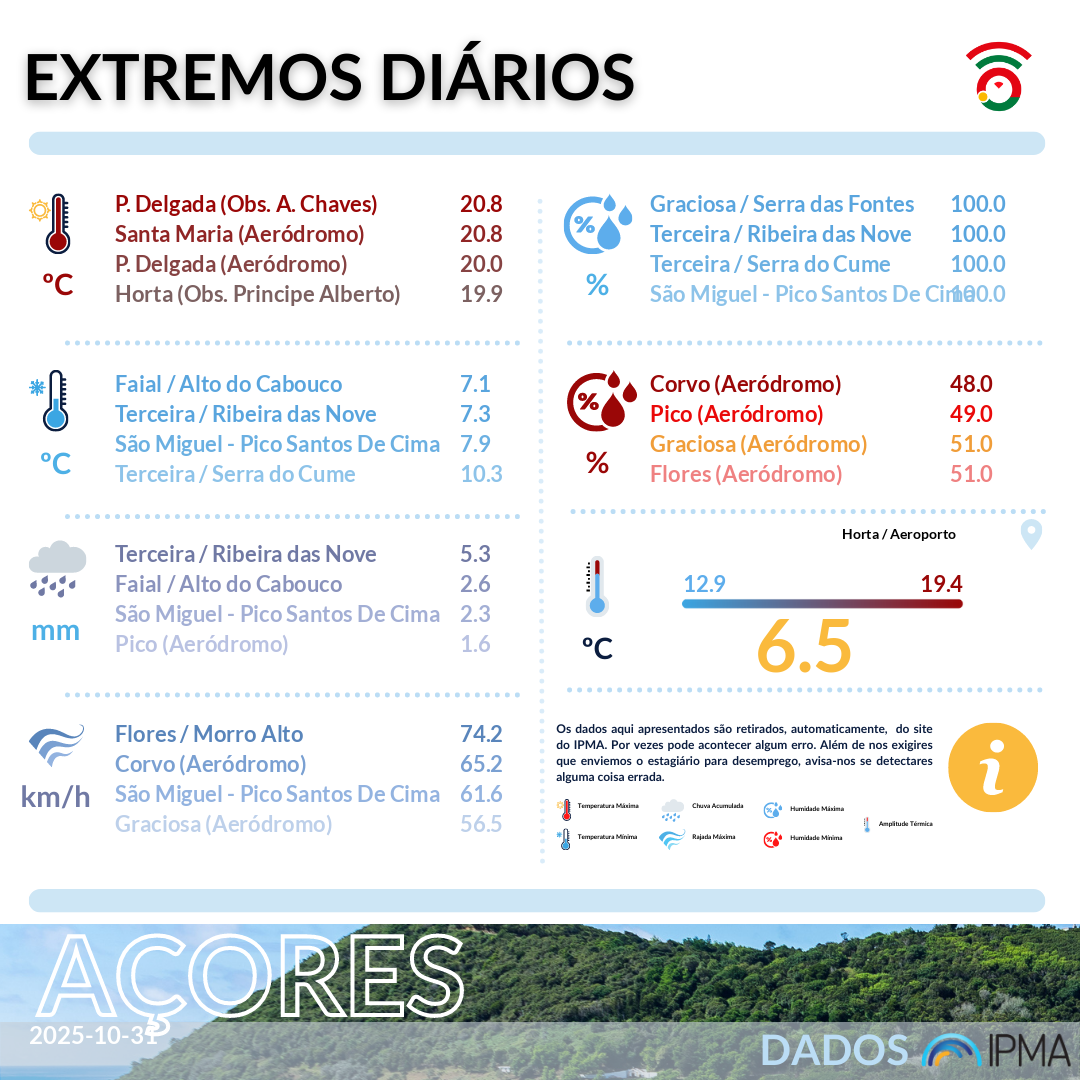 EXTREMOS DIÁRIOS
ºC
P. Delgada (Obs. A. Chaves) 20.8
Santa Maria (Aeródromo) 20.8
P. Delgada (Aeródromo) 20.0
Horta (Obs. Principe Alberto) 19.9
ºC
Faial / Alto do Cabouco 7.1
Terceira / Ribeira das Nove 7.3
São Miguel - Pico Santos De Cima 7.9
Terceira / Serra do Cume 10.3
mm
Terceira / Ribeira das Nove 5.3
Faial / Alto do Cabouco 2.6
São Miguel - Pico Santos De Cima 2.3
Pico (Aeródromo) 1.6
km/h
Flores / Morro Alto 74.2
Corvo (Aeródromo) 65.2
São Miguel - Pico Santos De Cima 61.6
Graciosa (Aeródromo) 56.5
%
%
Graciosa / Serra das Fontes 100.0
Terceira / Ribeira das Nove 100.0
Terceira / Serra do Cume 100.0
São Miguel - Pico Santos De Cima 100.0
%
%
Corvo (Aeródromo) 48.0
Pico (Aeródromo) 49.0
Graciosa (Aeródromo) 51.0
Flores (Aeródromo) 51.0
Horta / Aeroporto
12.9 19.4
ºC
6.5
Os dados aqui apresentados são retirados, automaticamente, do site
do IPMA. Por vezes pode acontecer algum erro. Além de nos exigires
que enviemos o estagiário para desemprego, avisa-nos se detectares
alguma coisa errada.
i
Temperatura Máxima
Chuva Acumulada
Humidade Máxima
Amplitude Térmica
Temperatura Mínima
Rajada Máxima
Humidade Mínima
AÇORES
2025-10-31
DADOS IPMA